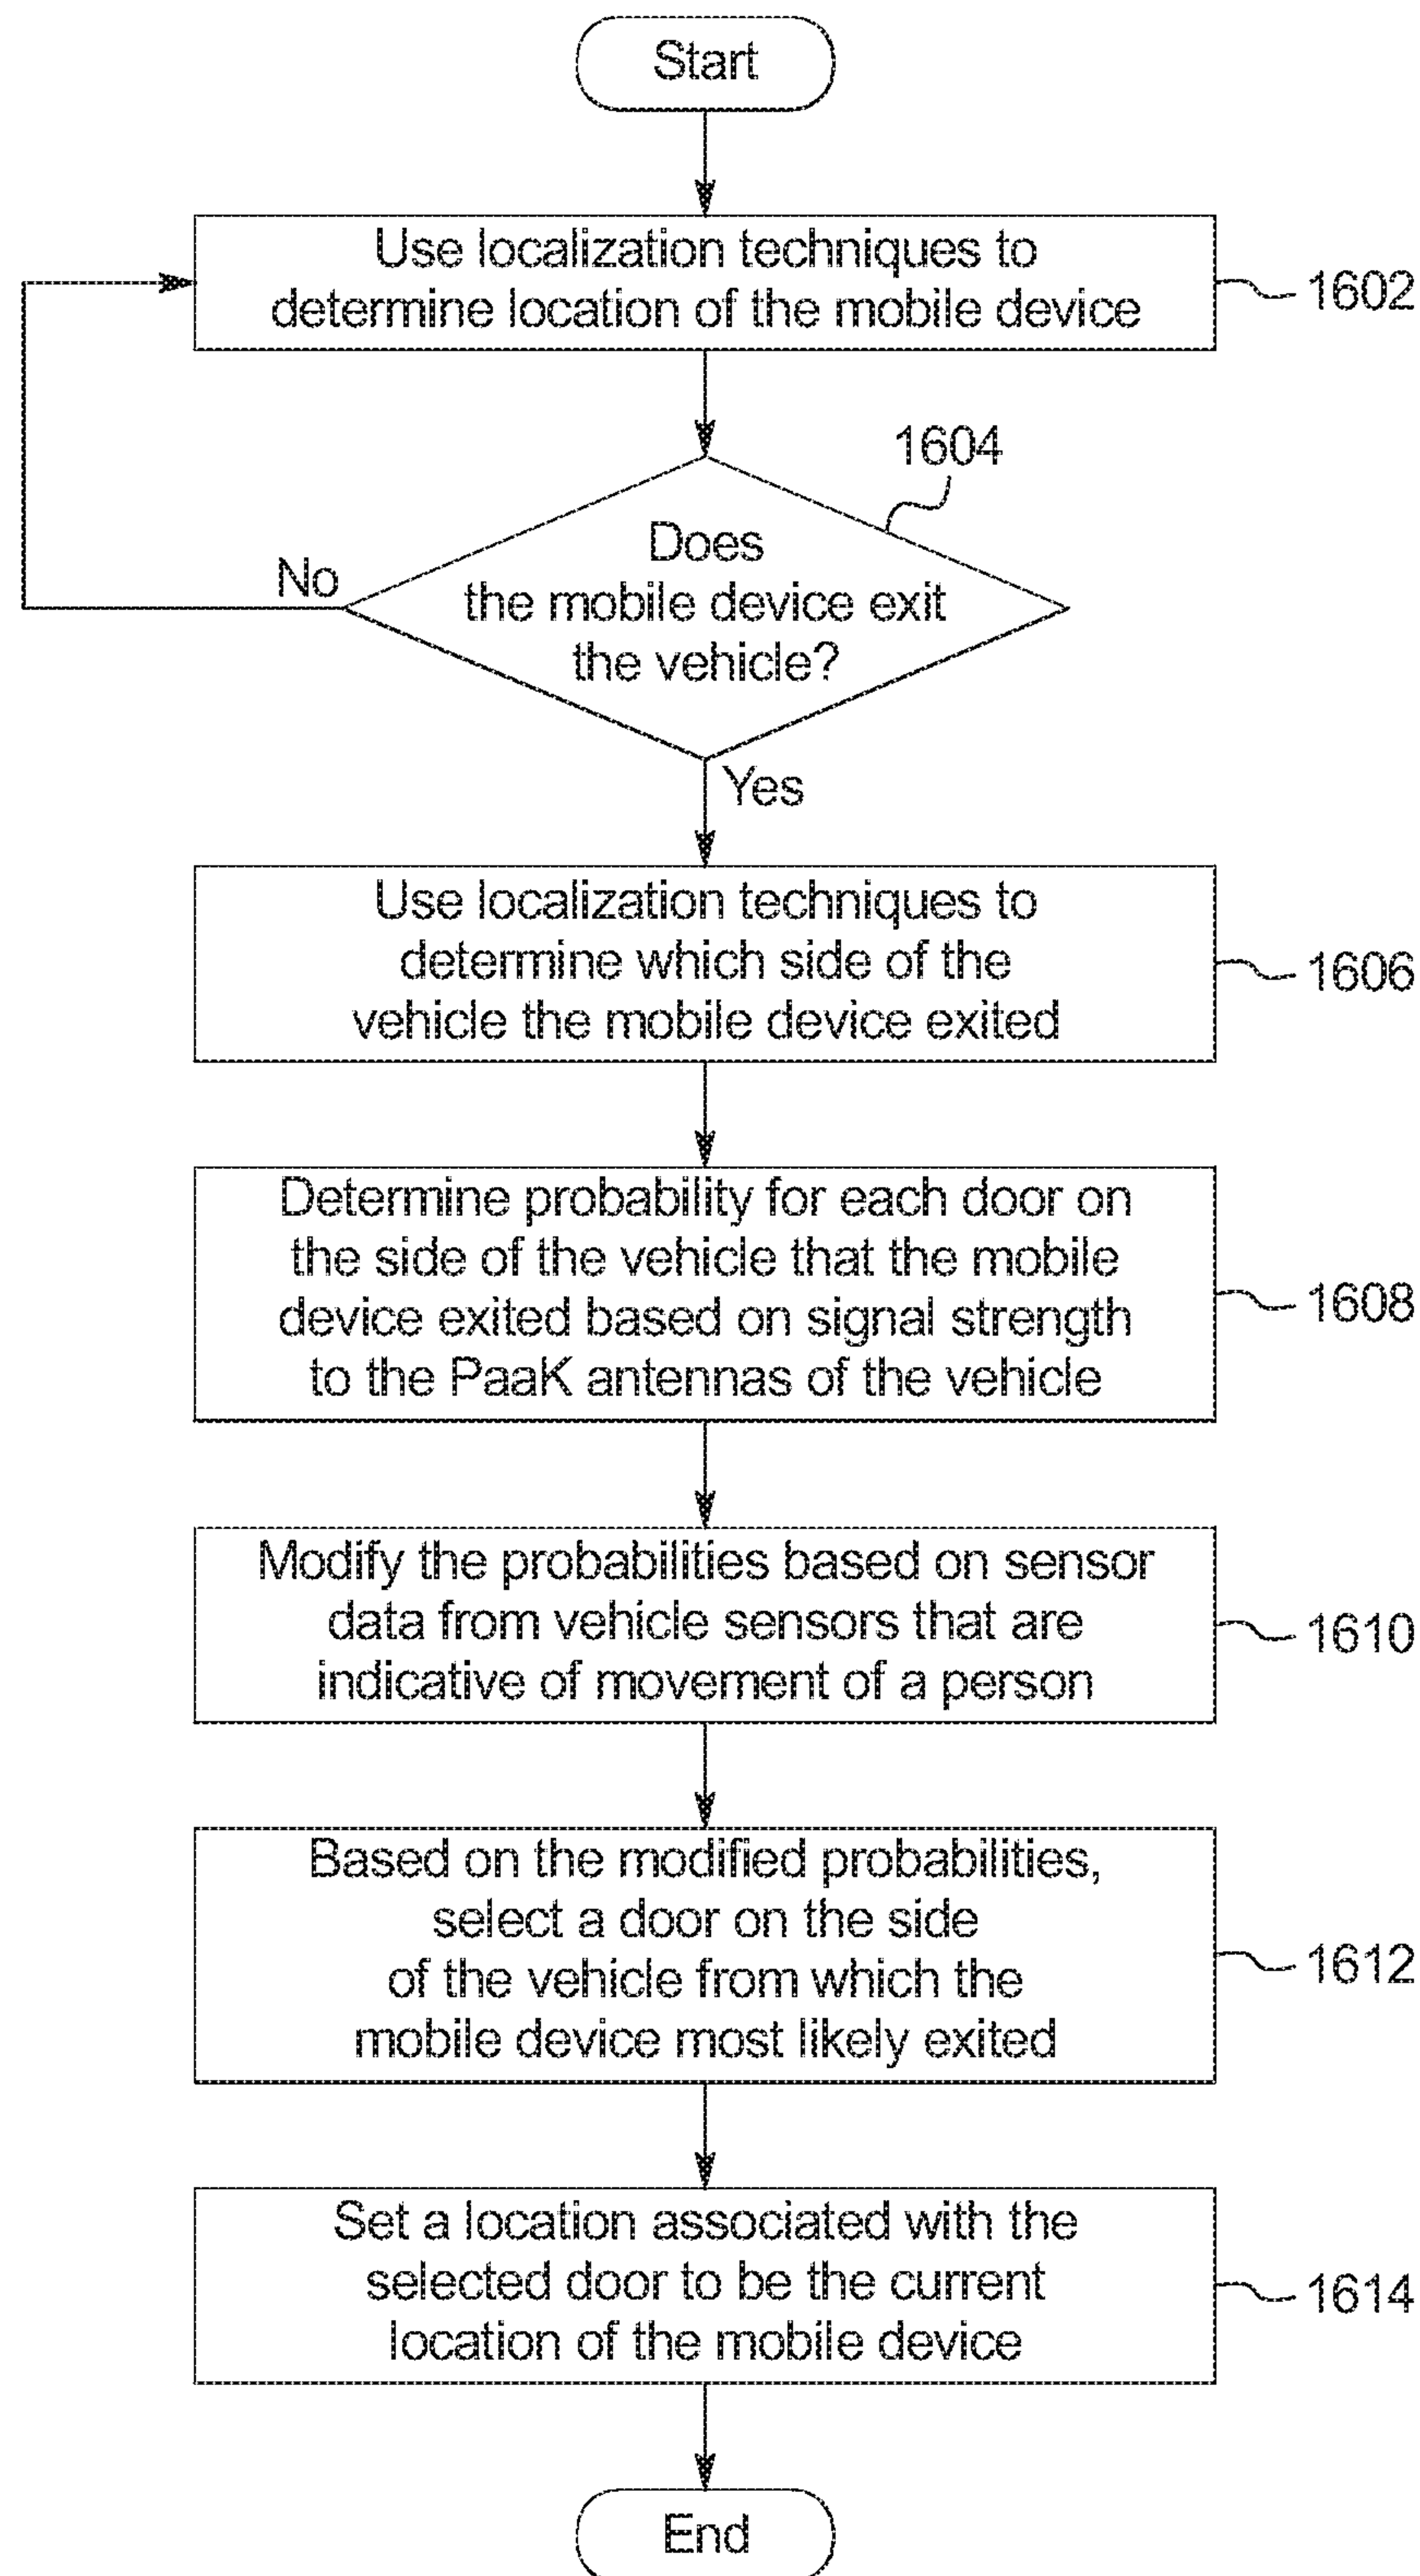 Start
Use localization techniques to
determine location of the mobile device
1602
1604
Does
the mobile device exit
the vehicle?
No
Yes
Use localization techniques to
determine which side of the
vehicle the mobile device exited
1606
Determine probability for each door on
the side of the vehicle that the mobile
device exited based on signal strength
to the PaaK antennas of the vehicle
1608
Modify the probabilities based on sensor
data from vehicle sensors that are
indicative of movement of a person
1610
Based on the modified probabilities,
select a door on the side
of the vehicle from which the
mobile device most likely exited
1612
Set a location associated with the
selected door to be the current
location of the mobile device
1614
End